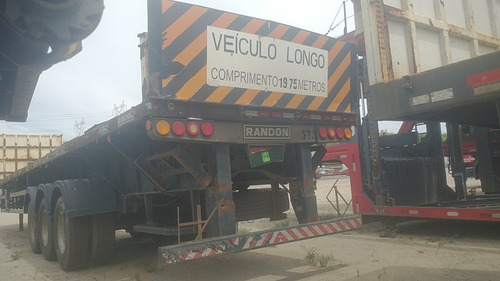 VEÍCULO LONGO
COMPRIMENTO 19 75 METROS
RANDON